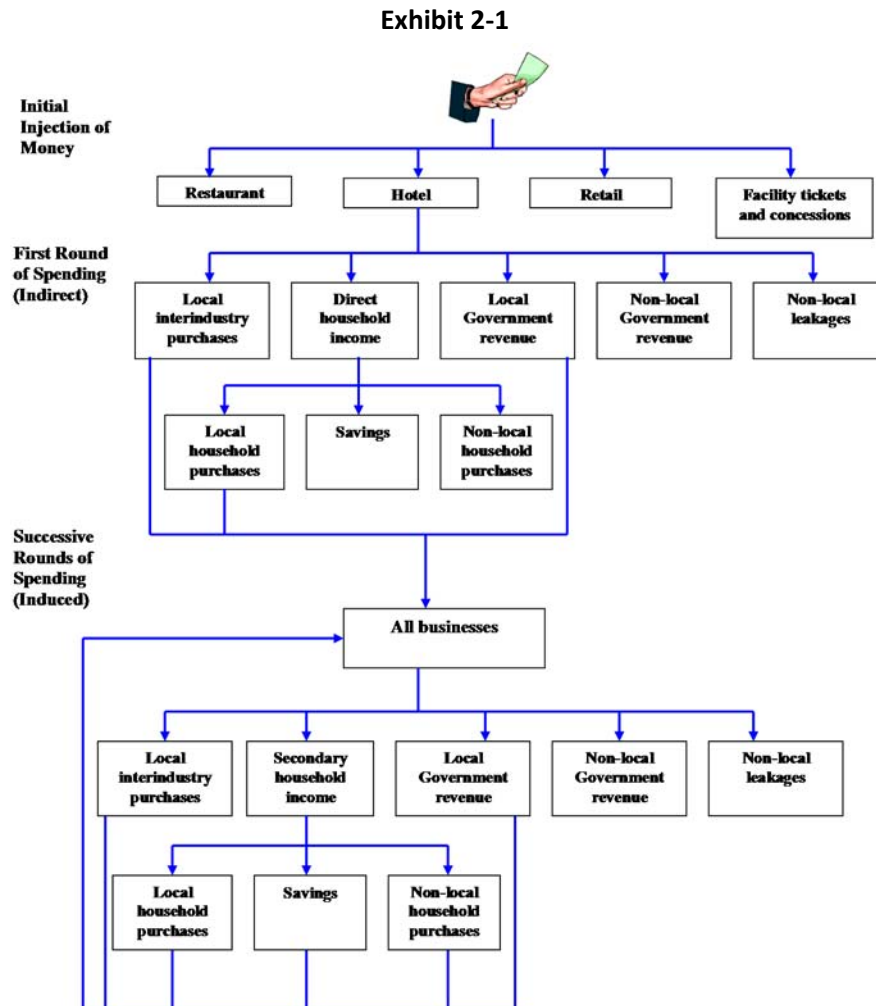 Exhibit 2-1
Initial
Injection of
Money
Restaurant
Hotel
Retail
Facility tickets
and concessions
First Round
of Spending
(Indirect)
Local
interindustry
purchases
Direct
household
income
Local
Government
revenue
Non-local
Government
revenue
Non-local
leakages
Local
household
purchases
Savings
Non-local
household
purchases
Successive
Rounds of
Spending
(Induced)
All businesses
Local
interindustry
purchases
Secondary
household
income
Local
Government
revenue
Non-local
Government
revenue
Non-local
leakages
Local
household
purchases
Savings
Non-local
household
purchases